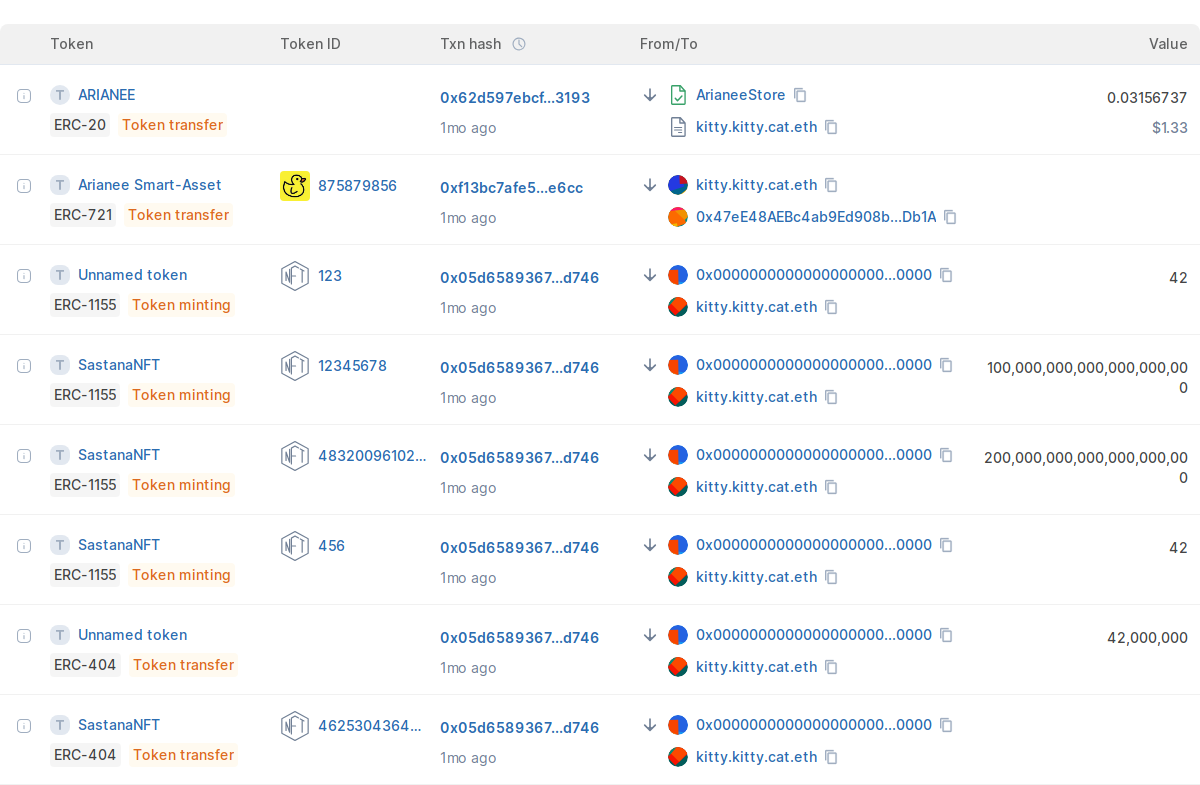 Token Token ID Txn hash From/To Value
T ARIANEE 0x62d597ebcf...3193 ArianeeStore 0.03156737
ERC-20 Token transfer 1mo ago kitty.kitty.cat.eth $1.33
T Arianee Smart-Asset 875879856 0xf13bc7afe5...e6cc kitty.kitty.cat.eth
ERC-721 Token transfer 1mo ago 0x47eE48AEBc4ab9Ed908b...Db1A
T Unnamed token NFT 123 0x05d6589367...d746 0x0000000000000000000...0000 42
ERC-1155 Token minting 1mo ago kitty.kitty.cat.eth
T SastanaNFT NFT 12345678 0x05d6589367...d746 0x0000000000000000000...0000 100,000,000,000,000,000,00
ERC-1155 Token minting 1mo ago kitty.kitty.cat.eth 0
T SastanaNFT NFT 48320096102... 0x05d6589367...d746 0x0000000000000000000...0000 200,000,000,000,000,000,00
ERC-1155 Token minting 1mo ago kitty.kitty.cat.eth 0
T SastanaNFT NFT 456 0x05d6589367...d746 0x0000000000000000000...0000 42
ERC-1155 Token minting 1mo ago kitty.kitty.cat.eth
T Unnamed token 0x05d6589367...d746 0x0000000000000000000...0000 42,000,000
ERC-404 Token transfer 1mo ago kitty.kitty.cat.eth
T SastanaNFT NFT 4625304364... 0x05d6589367...d746 0x0000000000000000000...0000
ERC-404 Token transfer 1mo ago kitty.kitty.cat.eth